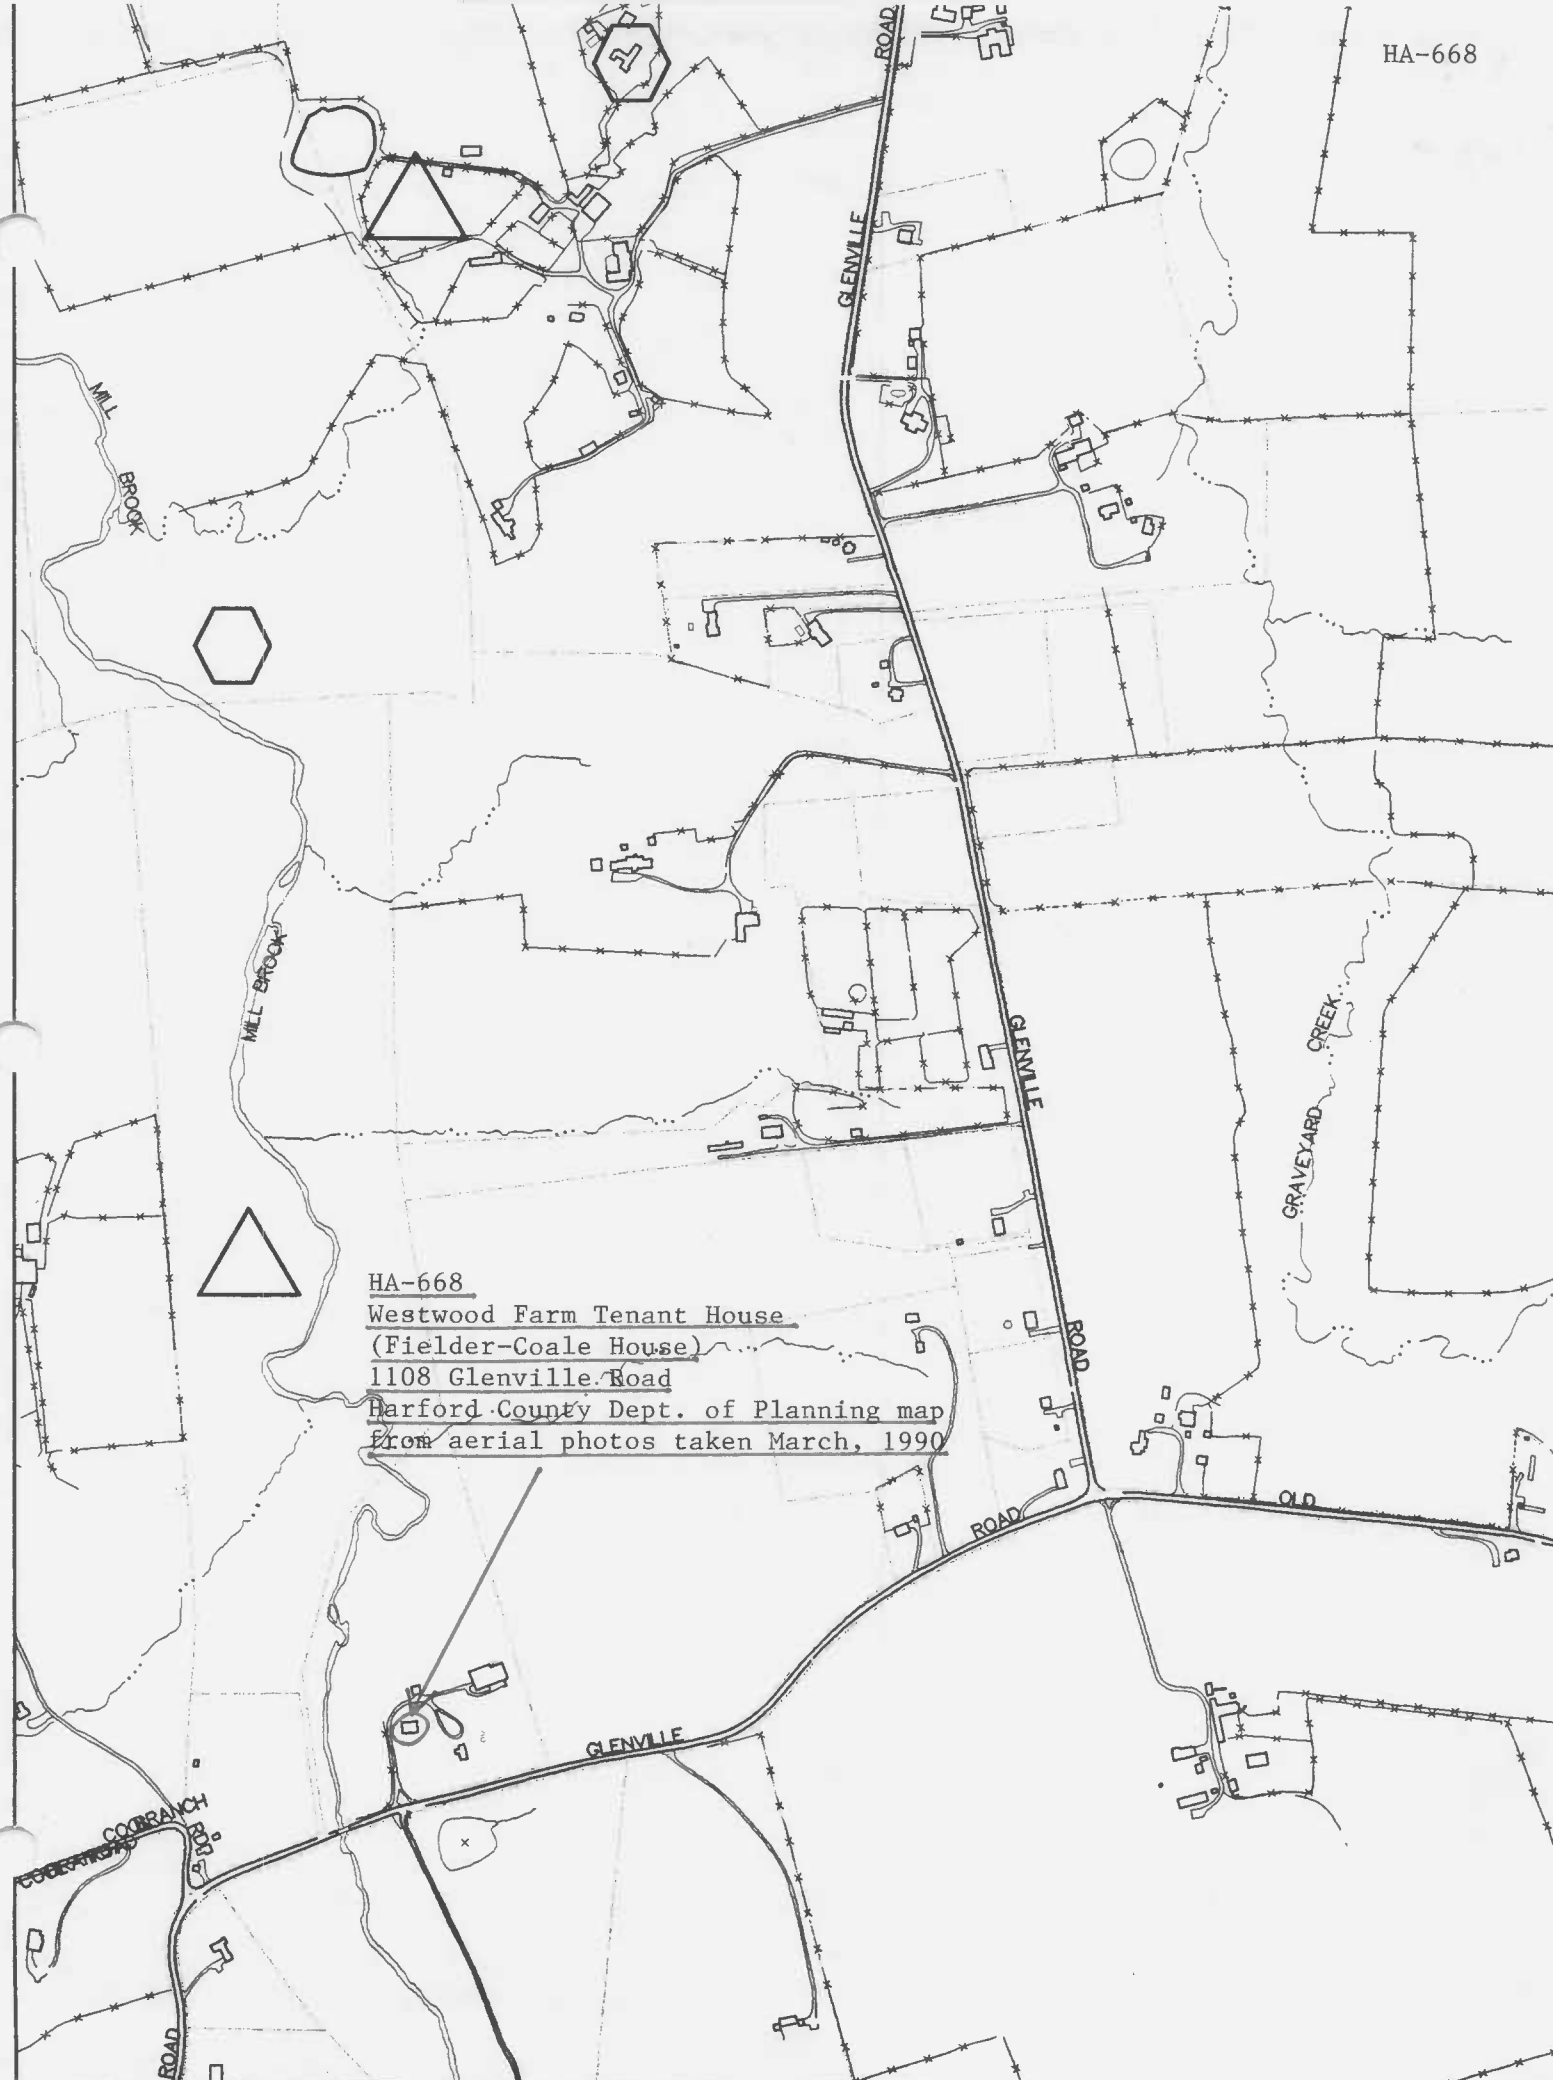 HA-668
ROAD
GLENVILLE
MILL
BROOK
MILL BROOK
GLENVILLE
CREEK
GRAVEYARD
HA-668
Westwood Farm Tenant House
(Fielder-Coale House)
1108 Glenville Road
Harford County Dept. of Planning map
from aerial photos taken March, 1990
ROAD
OLD
ROAD
GLENVILLE
RD
ROAD